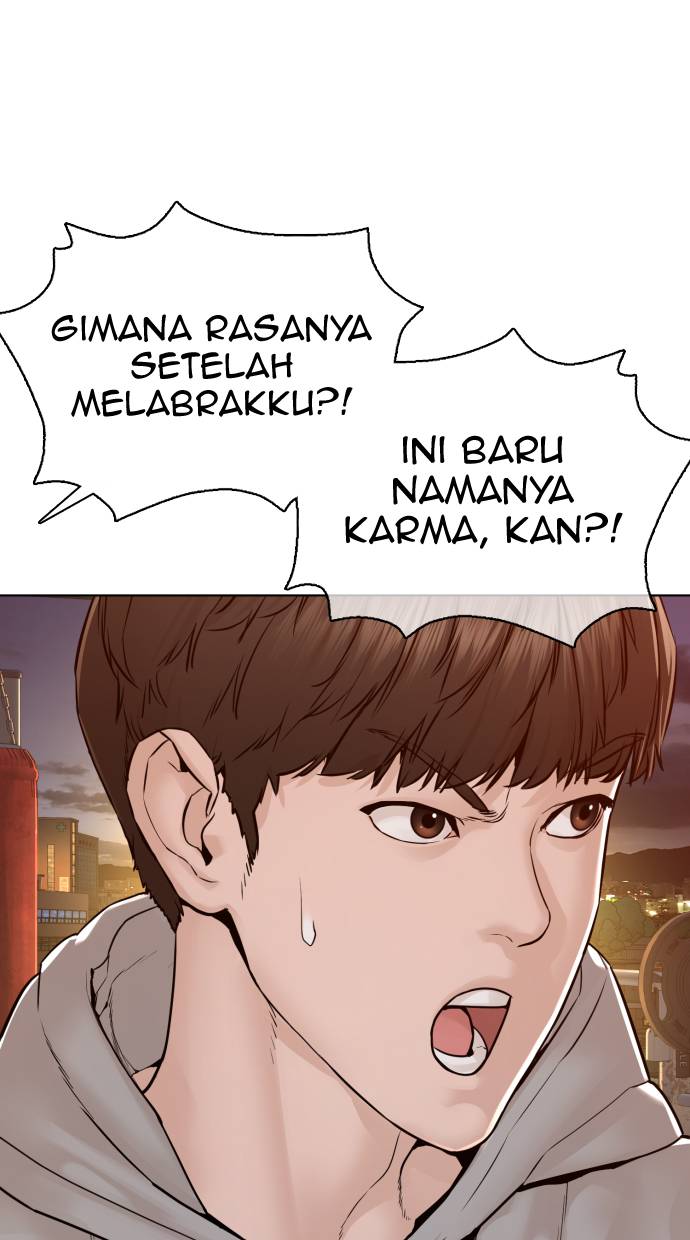 GIMANA RASANYA
SETELAH
MELABRAKKU?!
INI BARU
NAMANYA
KARMA, KAN?!